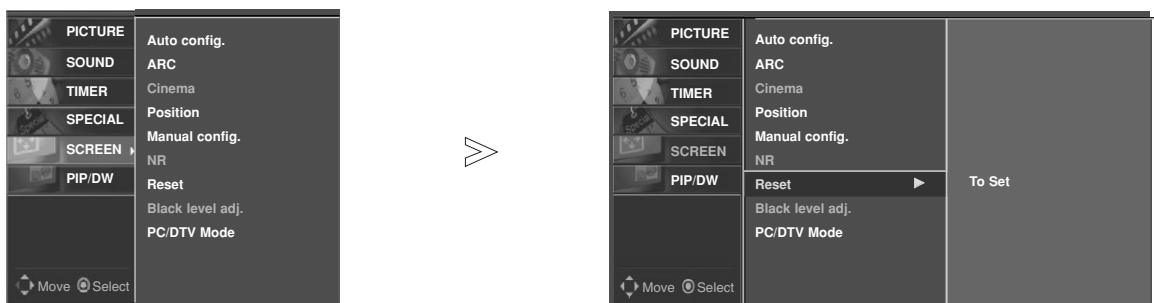 PICTURE
SOUND
TIMER
SPECIAL
SCREEN
PIP/DW
Move Select
Auto config.
ARC
Cinema
Position
Manual config.
NR
Reset
Black level adj.
PC/DTV Mode
PICTURE
SOUND
TIMER
SPECIAL
SCREEN
PIP/DW
Move Select
Auto config.
ARC
Cinema
Position
Manual config.
NR
Reset
Black level adj.
PC/DTV Mode
To Set